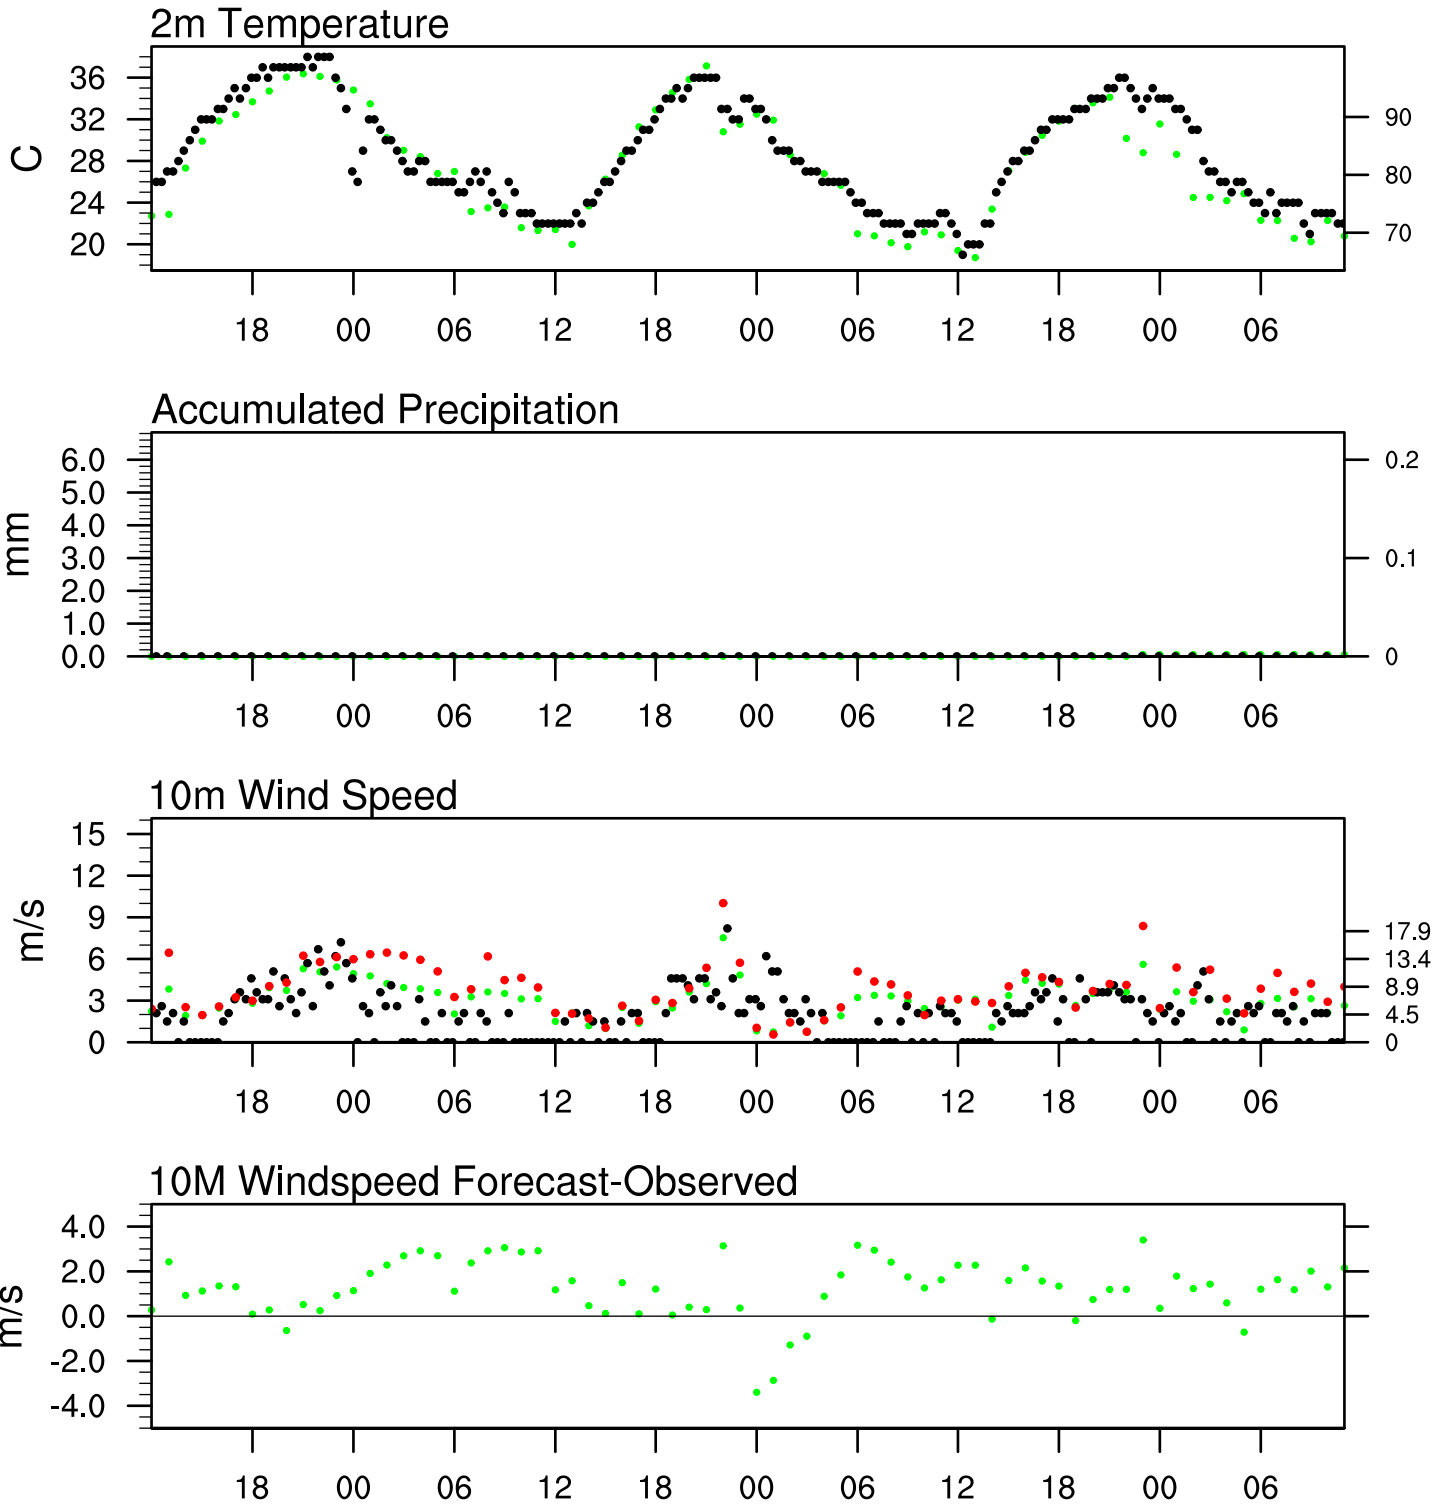 2m Temperature
C
36
32
28
24
20
90
80
70
18 00 06 12 18 00 06 12 18 00 06
Accumulated Precipitation
mm
6.0
5.0
4.0
3.0
2.0
1.0
0.0
0.2
0.1
0
18 00 06 12 18 00 06 12 18 00 06
10m Wind Speed
m/s
15
12
9
6
3
0
17.9
13.4
8.9
4.5
0
18 00 06 12 18 00 06 12 18 00 06
10M Windspeed Forecast-Observed
m/s
4.0
2.0
0.0
-2.0
-4.0
18 00 06 12 18 00 06 12 18 00 06